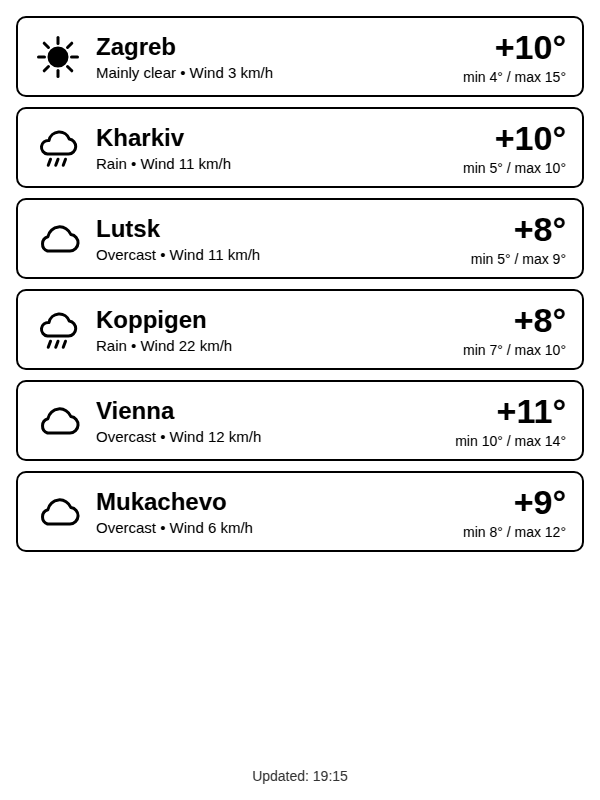 Zagreb
Mainly clear • Wind 3 km/h
+10°
min 4° / max 15°
Kharkiv
Rain • Wind 11 km/h
+10°
min 5° / max 10°
Lutsk
Overcast • Wind 11 km/h
+8°
min 5° / max 9°
Koppigen
Rain • Wind 22 km/h
+8°
min 7° / max 10°
Vienna
Overcast • Wind 12 km/h
+11°
min 10° / max 14°
Mukachevo
Overcast • Wind 6 km/h
+9°
min 8° / max 12°
Updated: 19:15